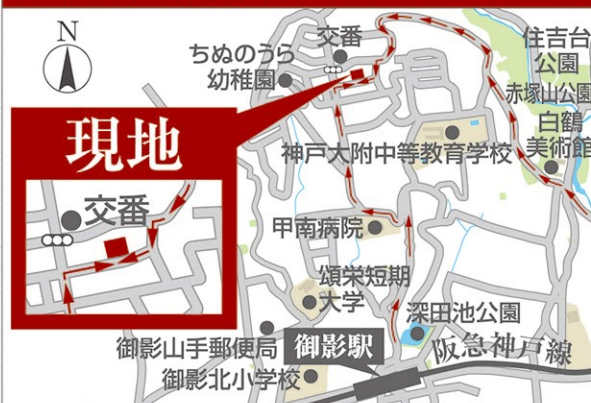 N
交番
ちぬのうら
幼稚園
住吉台
公園
赤塚山公園
白鶴
美術館
現地
交番
神戸大附中等教育学校
甲南病院
頌栄短期
大学
深田池公園
御影山手郵便局
御影駅
阪急神戸線
御影北小学校